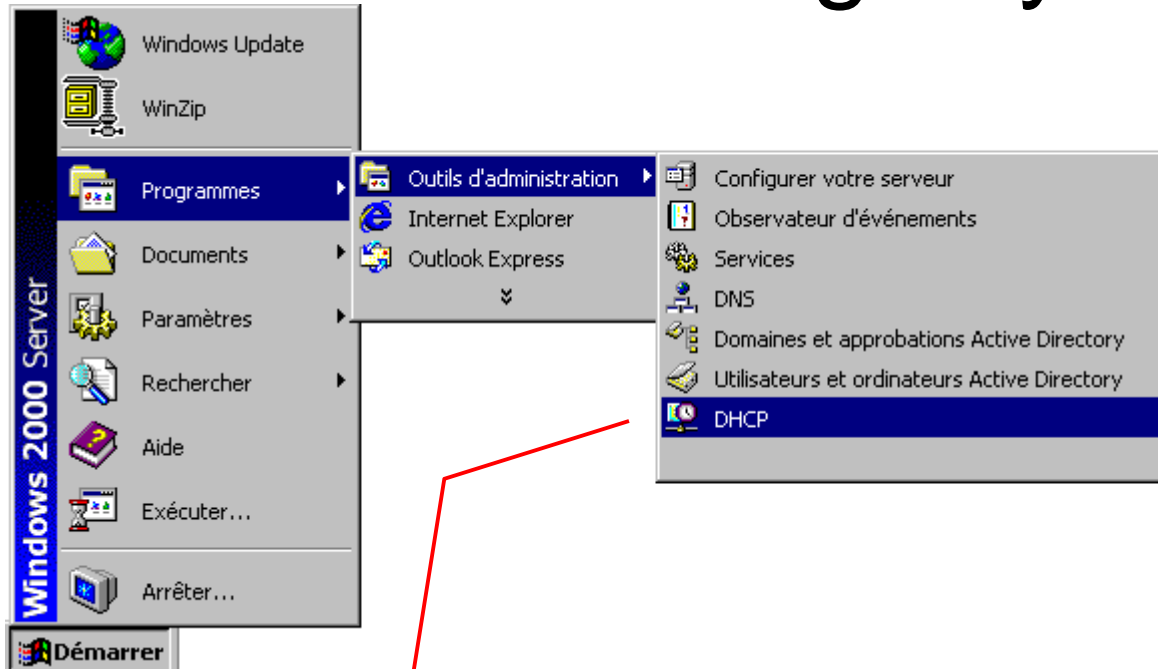 Windows Update
WinZip
Programmes
Documents
Paramètres
Rechercher
Aide
Exécuter...
Arrêter...
Windows 2000 Server
Démarrer
Outils d'administration
Internet Explorer
Outlook Express
Configurer votre serveur
Observateur d'événements
Services
DNS
Domaines et approbations Active Directory
Utilisateurs et ordinateurs Active Directory
DHCP